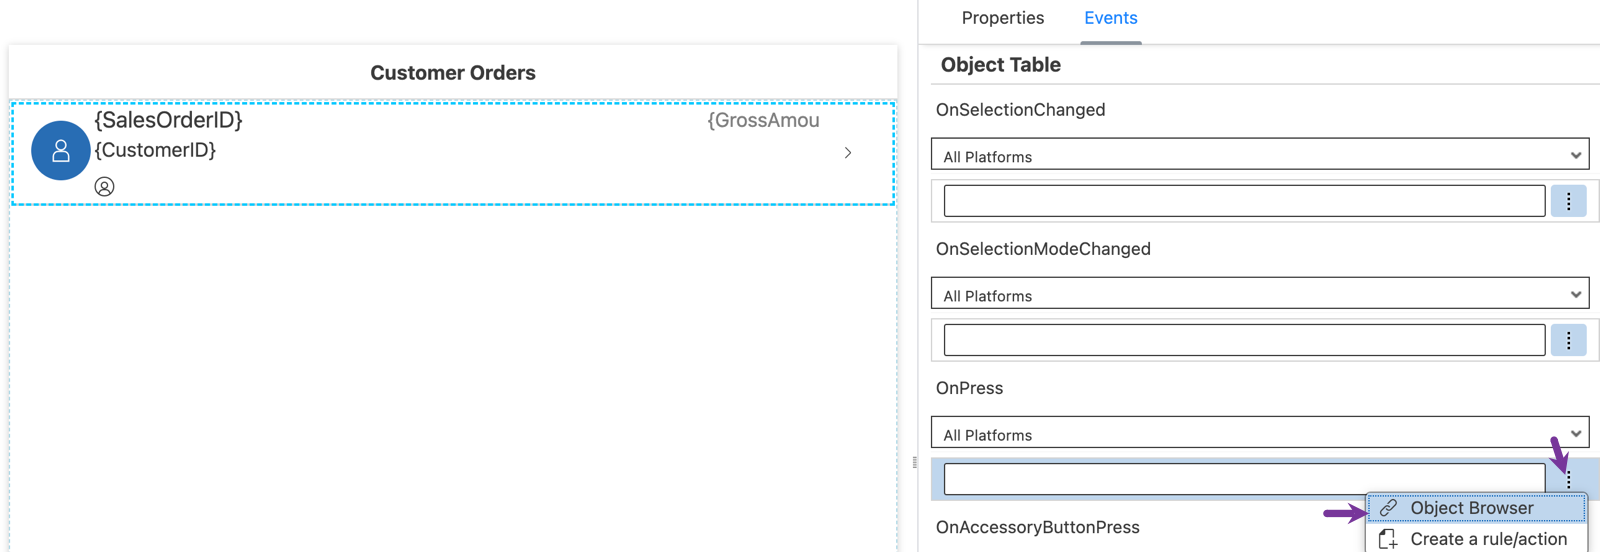 Properties
Events
Customer Orders
{SalesOrderID}
{GrossAmou
{CustomerID}
Object Table
OnSelectionChanged
All Platforms
OnSelectionModeChanged
All Platforms
OnPress
All Platforms
Object Browser
OnAccessoryButtonPress
Create a rule/action